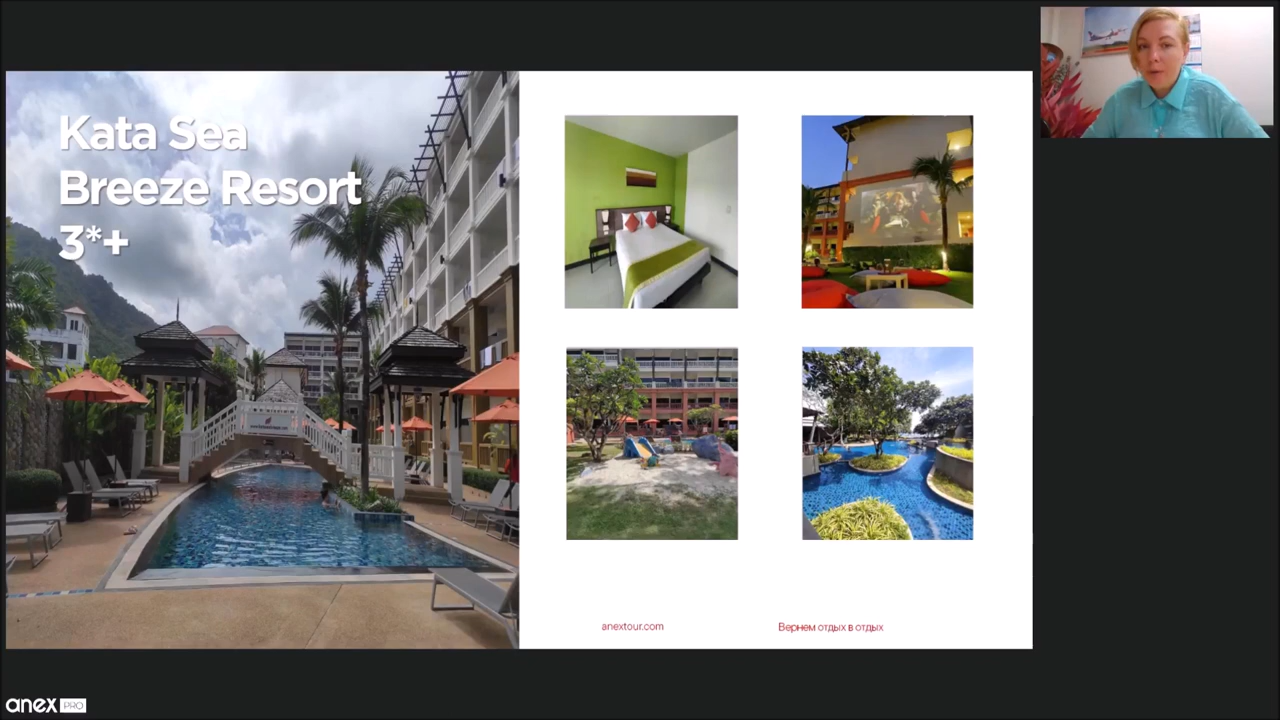 Kata Sea
Breeze Resort
3*+
anextour.com
Вернем отдых в отдых
anex PRO